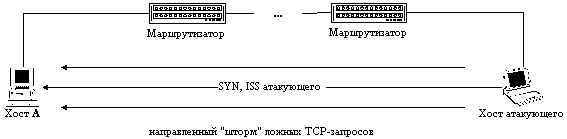 Маршрутизатор
...
Маршрутизатор
SYN, ISS атакующего
Хост A
Хост атакующего
направленный "шторм" ложных TCP-запросов